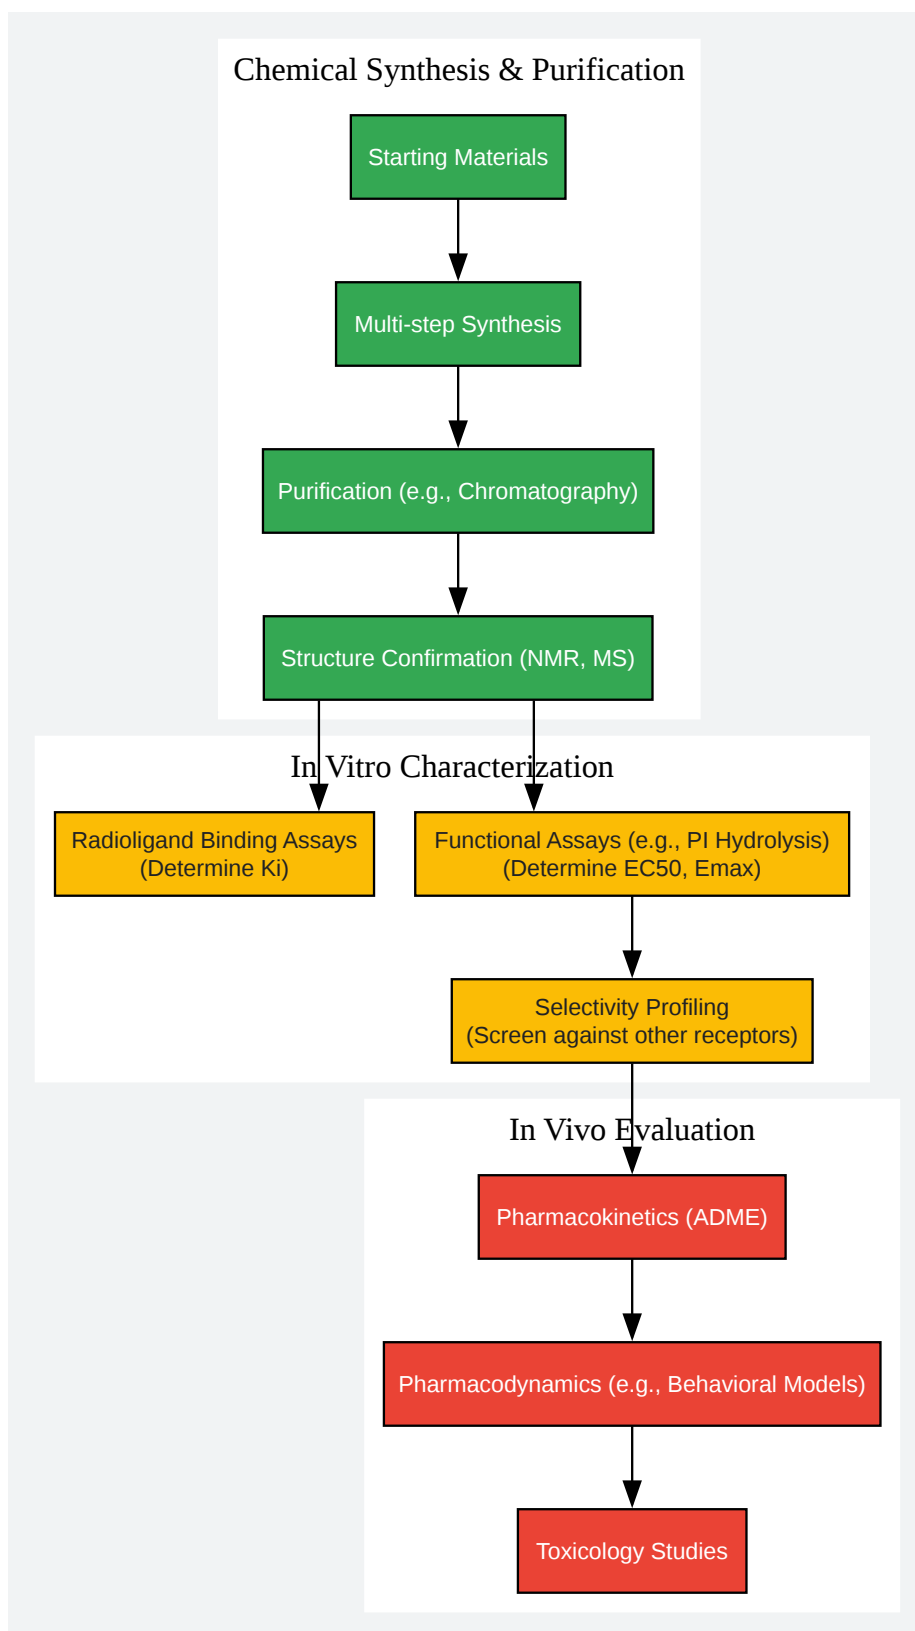 Chemical Synthesis & Purification
Starting Materials
Multi-step Synthesis
Purification (e.g., Chromatography)
Structure Confirmation (NMR, MS)
In Vitro Characterization
Radioligand Binding Assays
(Determine Ki)
Functional Assays (e.g., PI Hydrolysis)
(Determine EC50, Emax)
Selectivity Profiling
(Screen against other receptors)
In Vivo Evaluation
Pharmacokinetics (ADME)
Pharmacodynamics (e.g., Behavioral Models)
Toxicology Studies